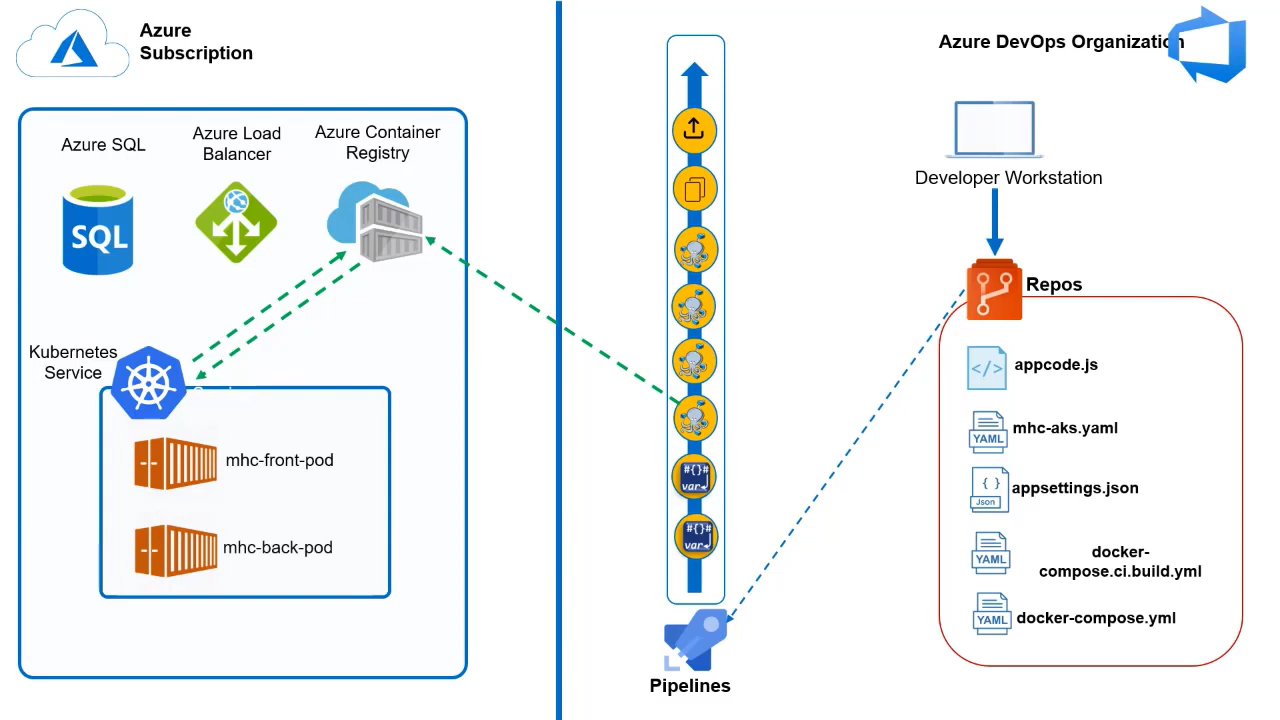 Azure
Subscription
Azure SQL
Azure Load
Balancer
Azure Container
Registry
SQL
Kubernetes
Service
mhc-front-pod
mhc-back-pod
#{}#
var
#{}#
var
Pipelines
Azure DevOps Organization
Developer Workstation
Repos
</>
appcode.js
YAML
mhc-aks.yaml
{ }
Json
appsettings.json
YAML
docker-
compose.ci.build.yml
YAML
docker-compose.yml